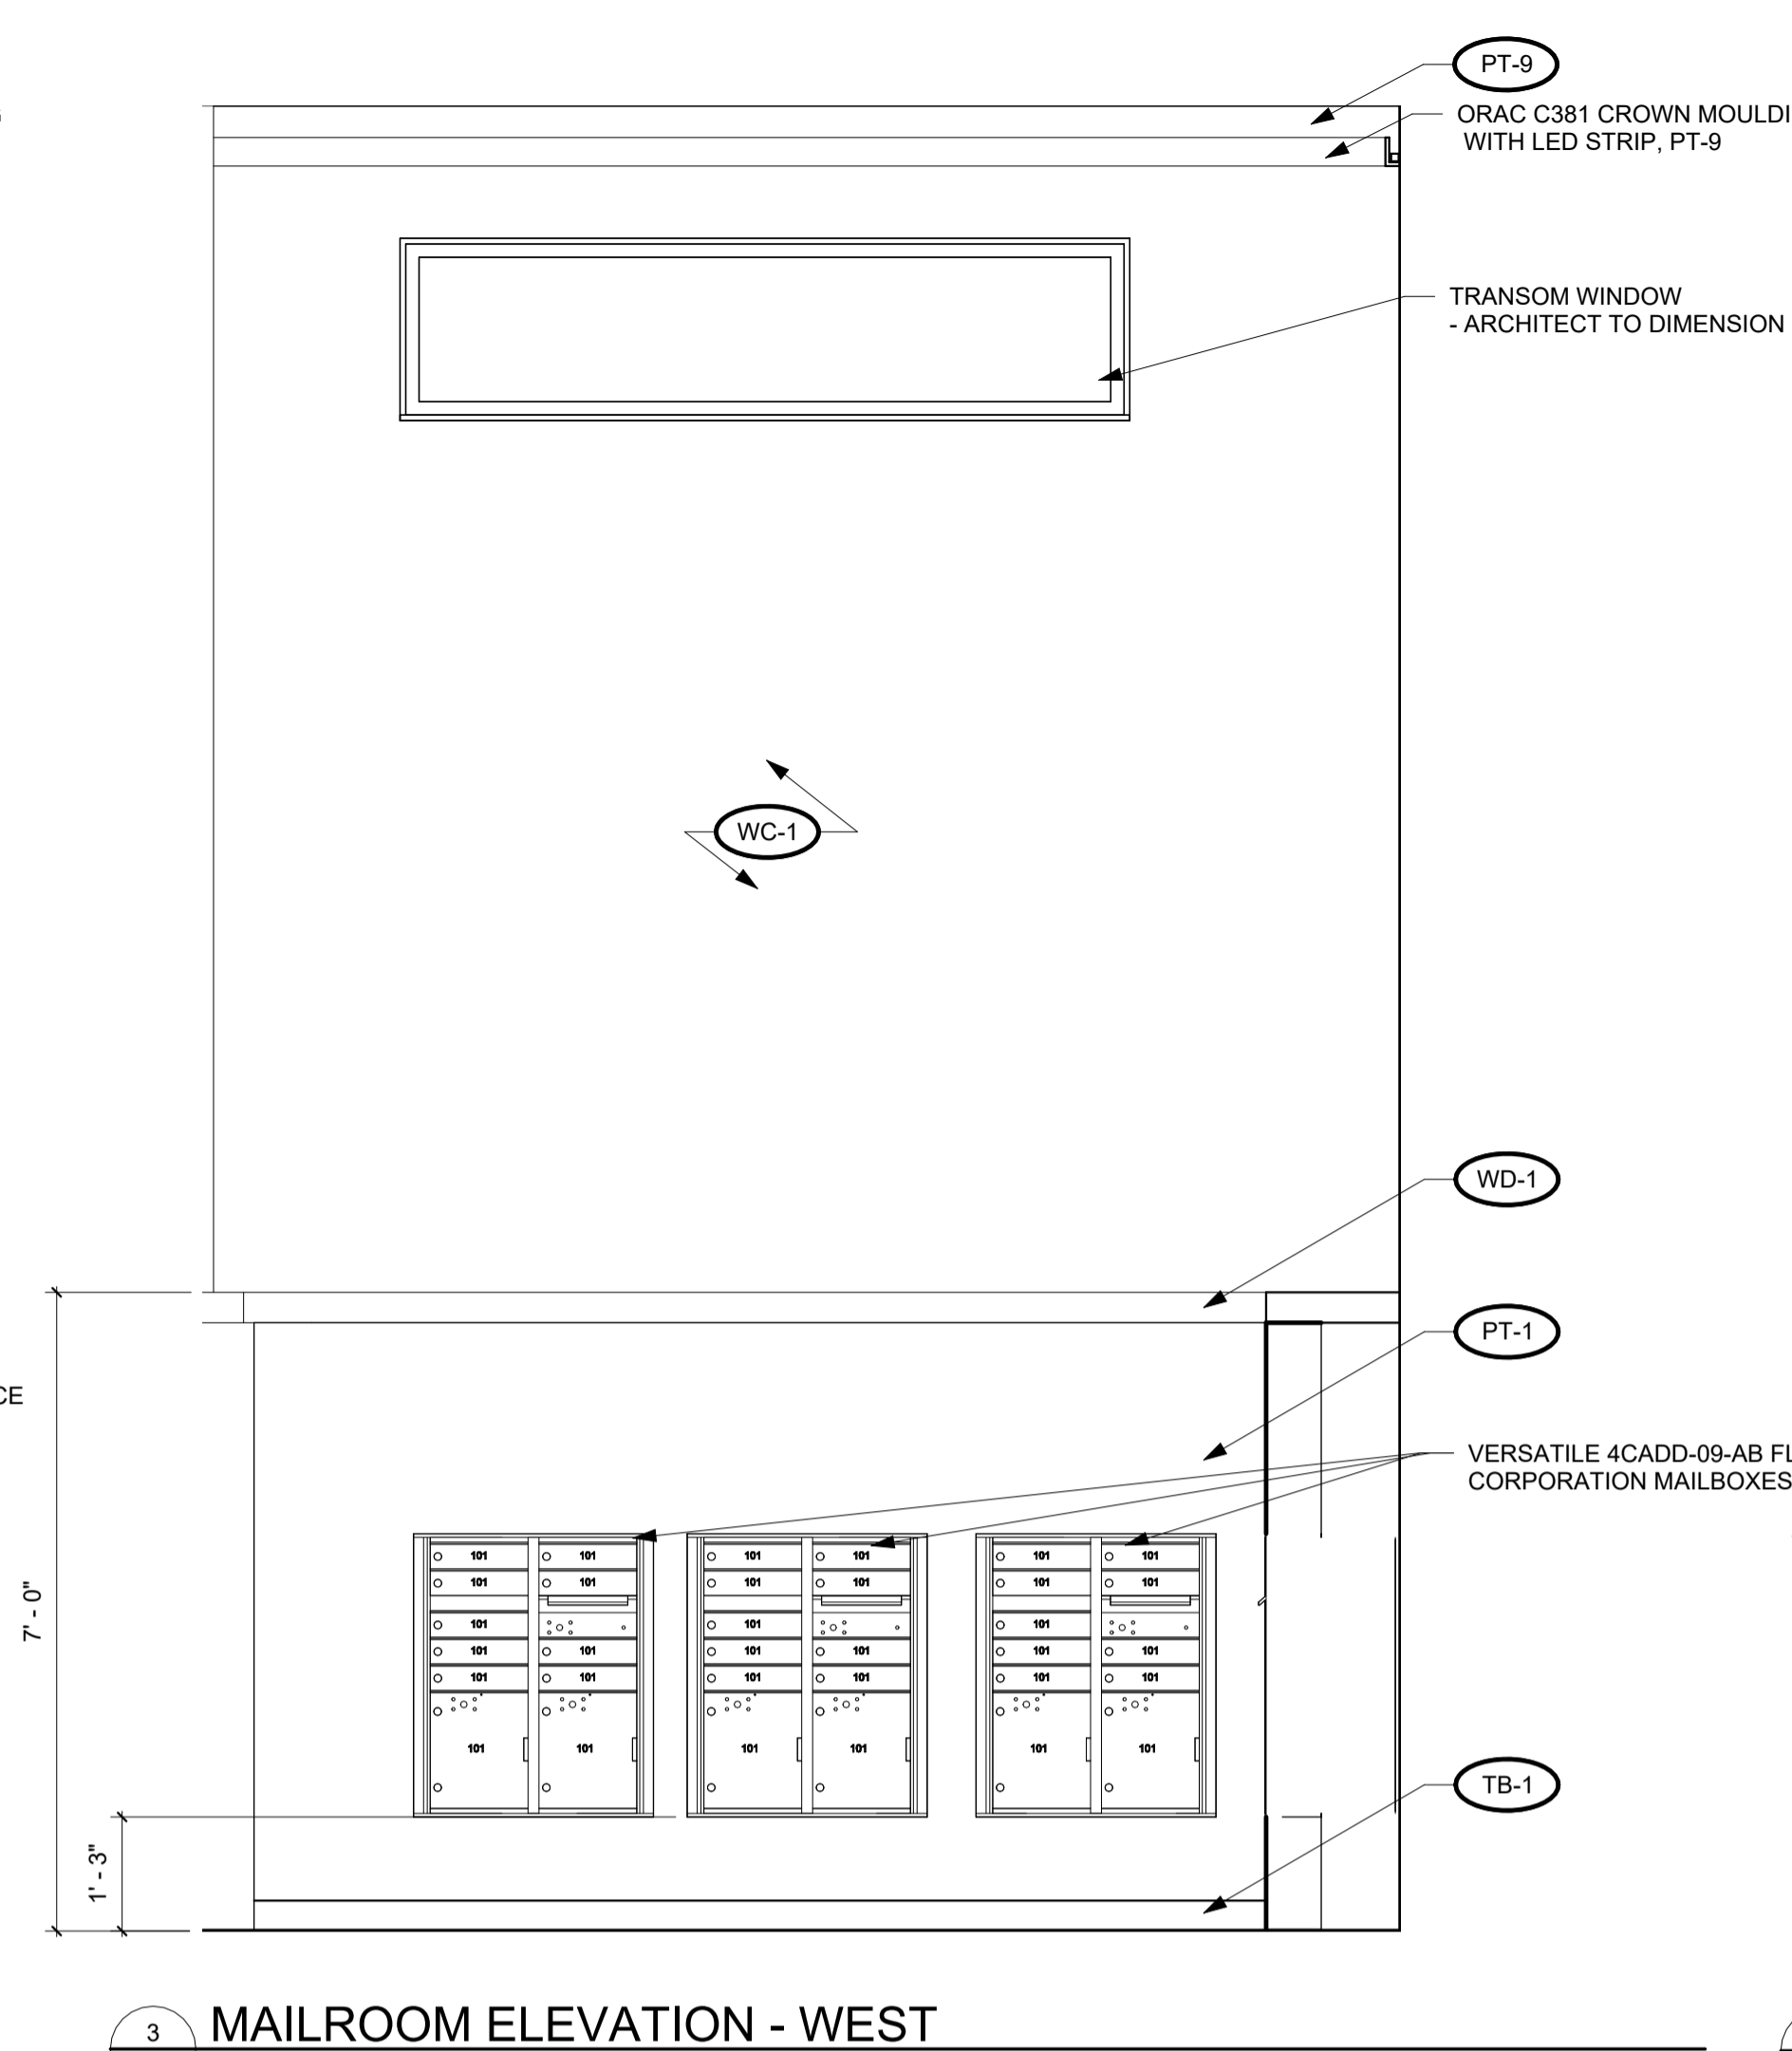 PT-9
ORAC C381 CROWN MOULDI
WITH LED STRIP, PT-9
TRANSOM WINDOW
- ARCHITECT TO DIMENSION
WC-1
WD-1
PT-1
CE
VERSATILE 4CADD-09-AB FL
CORPORATION MAILBOXES
101 101 101 101 101 101
101 101 101 101 101 101
101 101 101
101 101 101 101 101 101
101 101 101 101 101 101
101 101 101 101 101 101
7' - 0"
TB-1
1' - 3"
3 MAILROOM ELEVATION - WEST